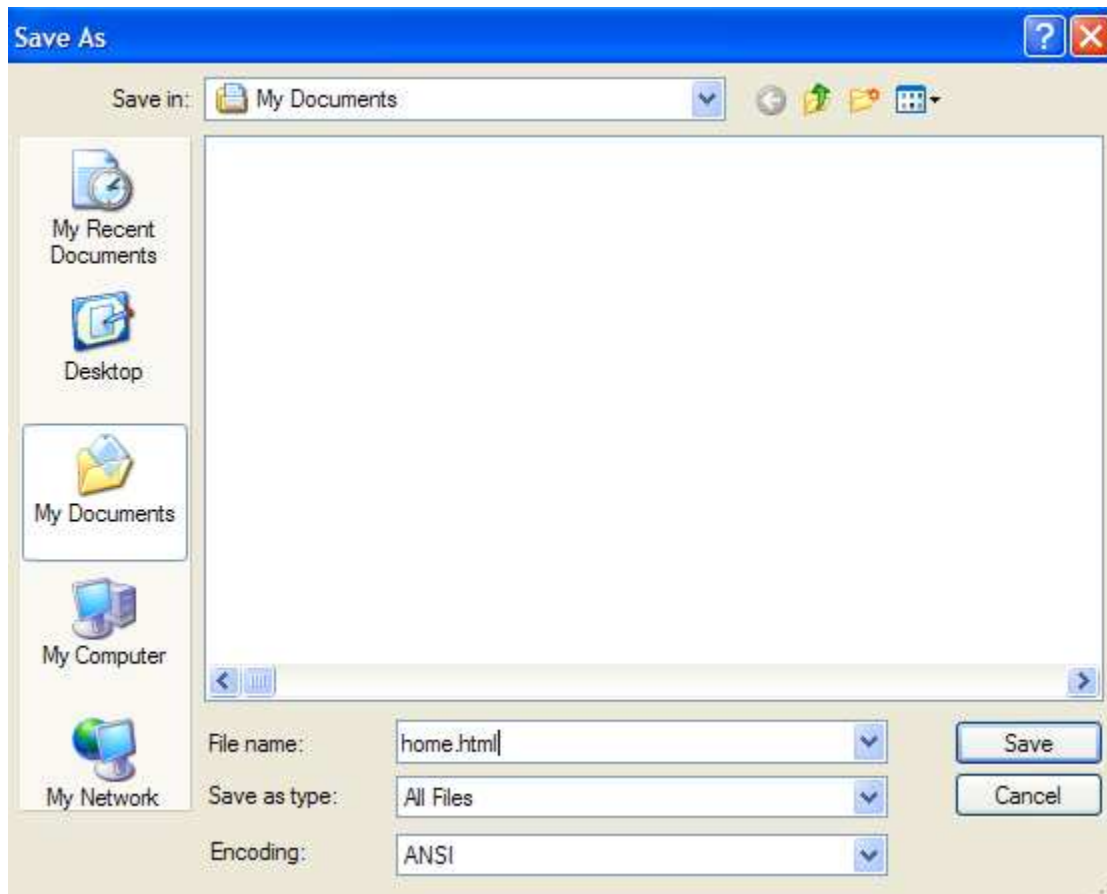 Save As
Save in:
My Documents
My Recent
Documents
Desktop
My Documents
My Computer
My Network
File name:
home.html
Save
Save as type:
All Files
Cancel
Encoding:
ANSI